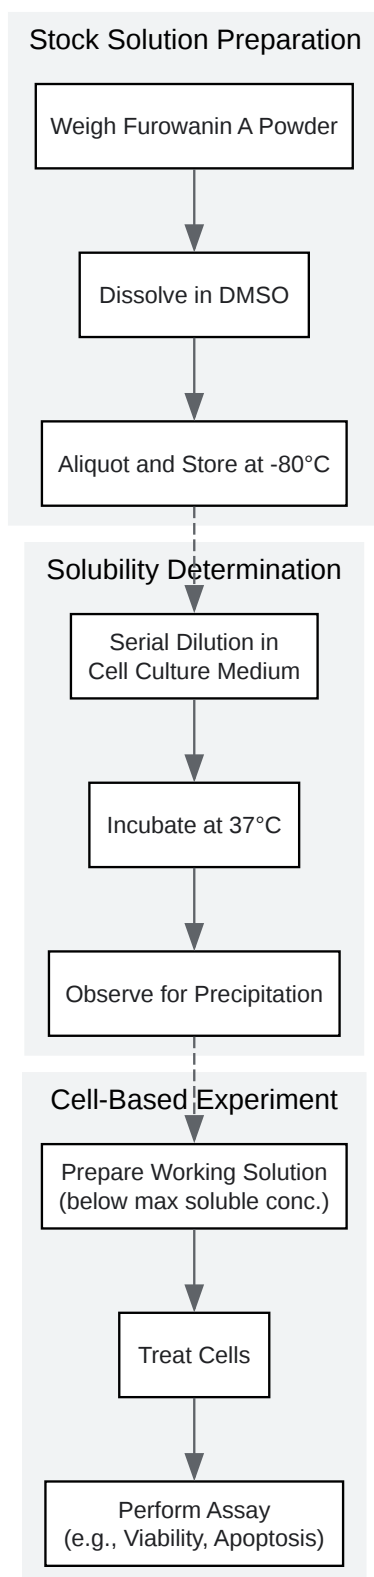 Stock Solution Preparation
Weigh Furowanin A Powder
Dissolve in DMSO
Aliquot and Store at -80°C
Solubility Determination
Serial Dilution in
Cell Culture Medium
Incubate at 37°C
Observe for Precipitation
Cell-Based Experiment
Prepare Working Solution
(below max soluble conc.)
Treat Cells
Perform Assay
(e.g., Viability, Apoptosis)